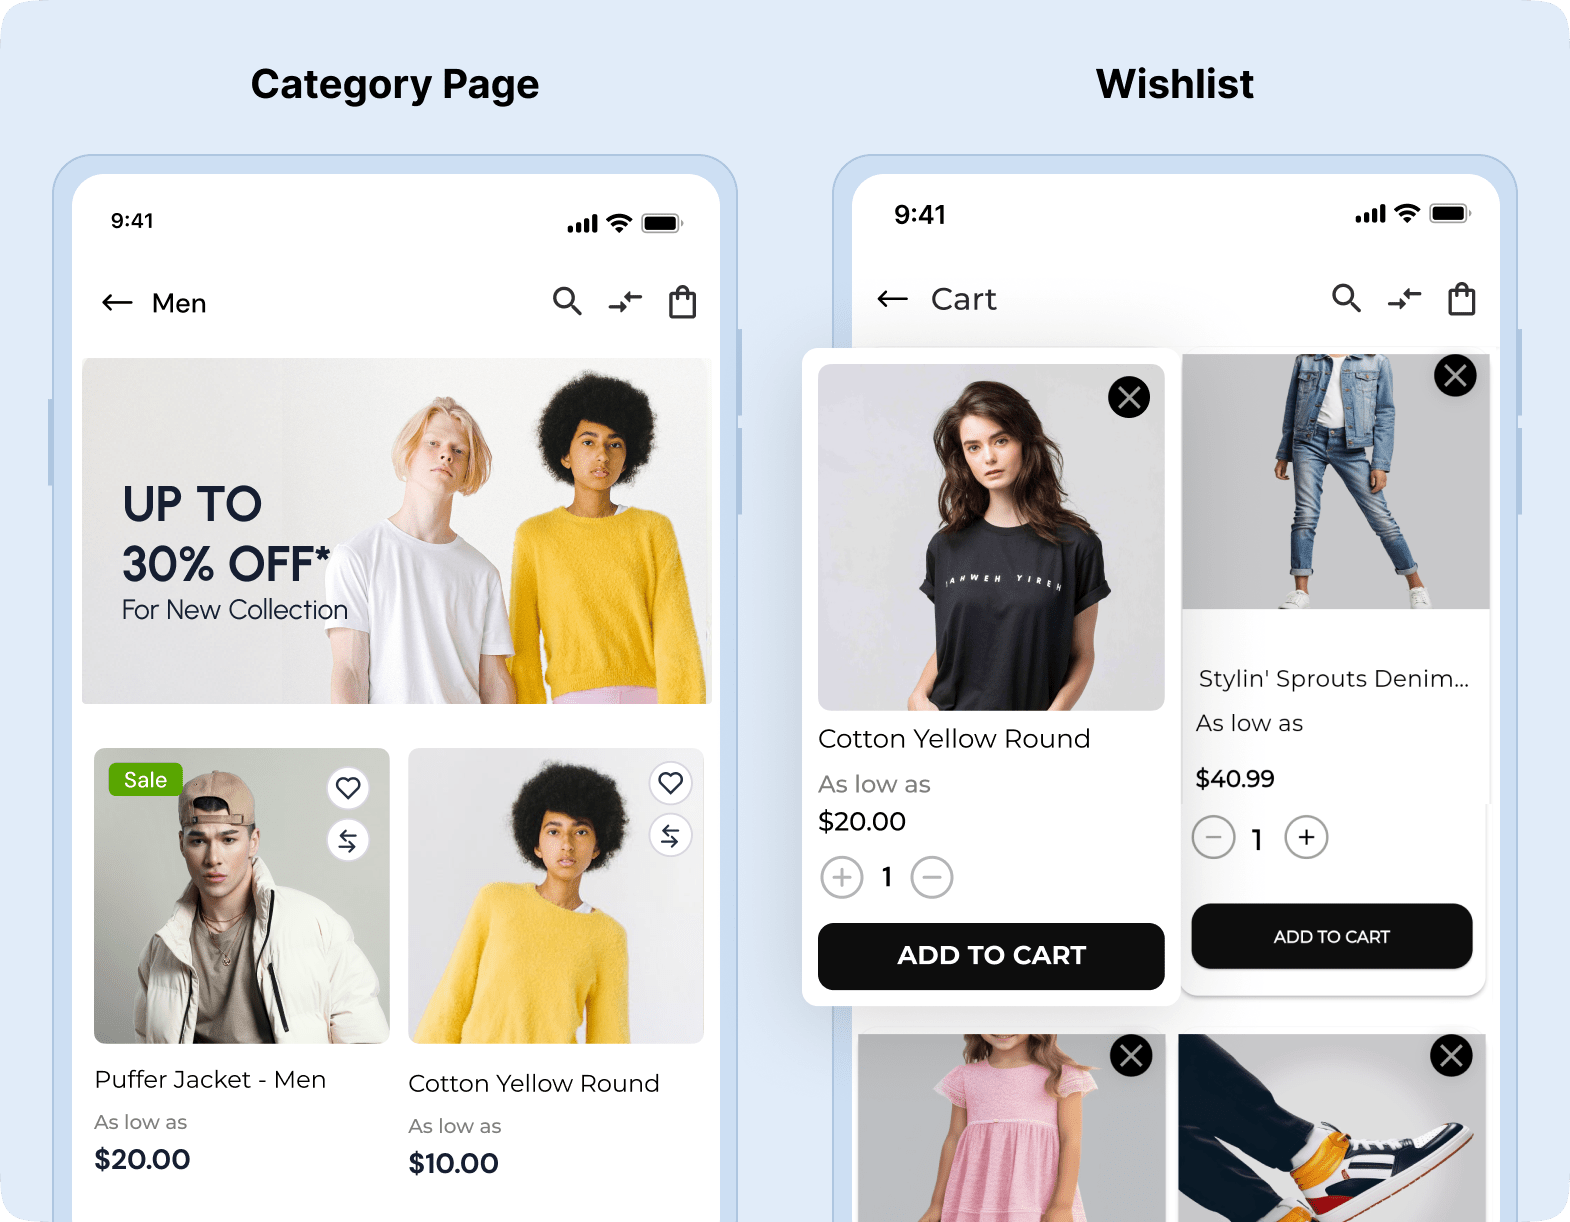 Category Page
9:41
Men
UP TO
30% OFF*
For New Collection
Sale
Puffer Jacket - Men
As low as
$20.00
Cotton Yellow Round
As low as
$10.00
Wishlist
9:41
Cart
AHWEH YIREH
Cotton Yellow Round
As low as
$20.00
1
ADD TO CART
Stylin' Sprouts Denim...
As low as
$40.99
1
ADD TO CART